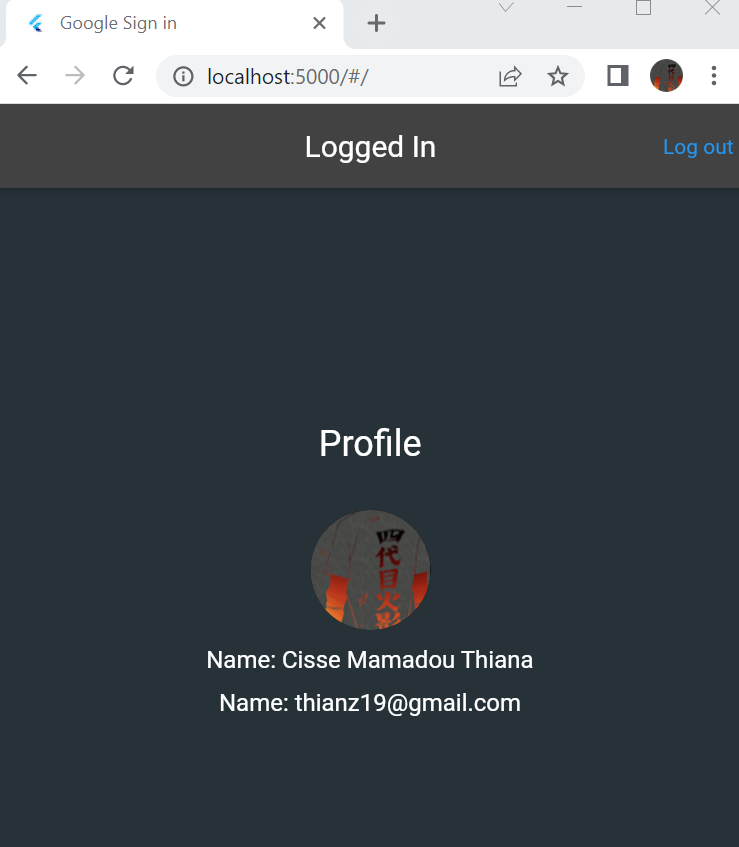 Google Sign in
localhost:5000/#/
Logged In
Log out
Profile
四代目火影
Name: Cisse Mamadou Thiana
Name: thianz19@gmail.com